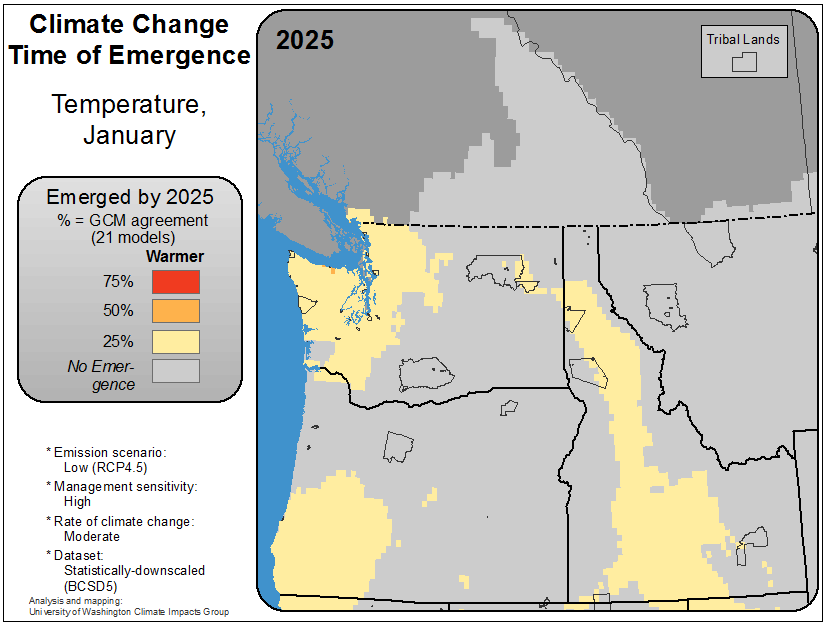 Climate Change
Time of Emergence
Temperature,
January
Emerged by 2025
% = GCM agreement
(21 models)
Warmer
75%
50%
25%
No Emer-
gence
* Emission scenario:
Low (RCP4.5)
* Management sensitivity:
High
* Rate of climate change:
Moderate
* Dataset:
Statistically-downscaled
(BCSD5)
Analysis and mapping:
University of Washington Climate Impacts Group
2025
Tribal Lands